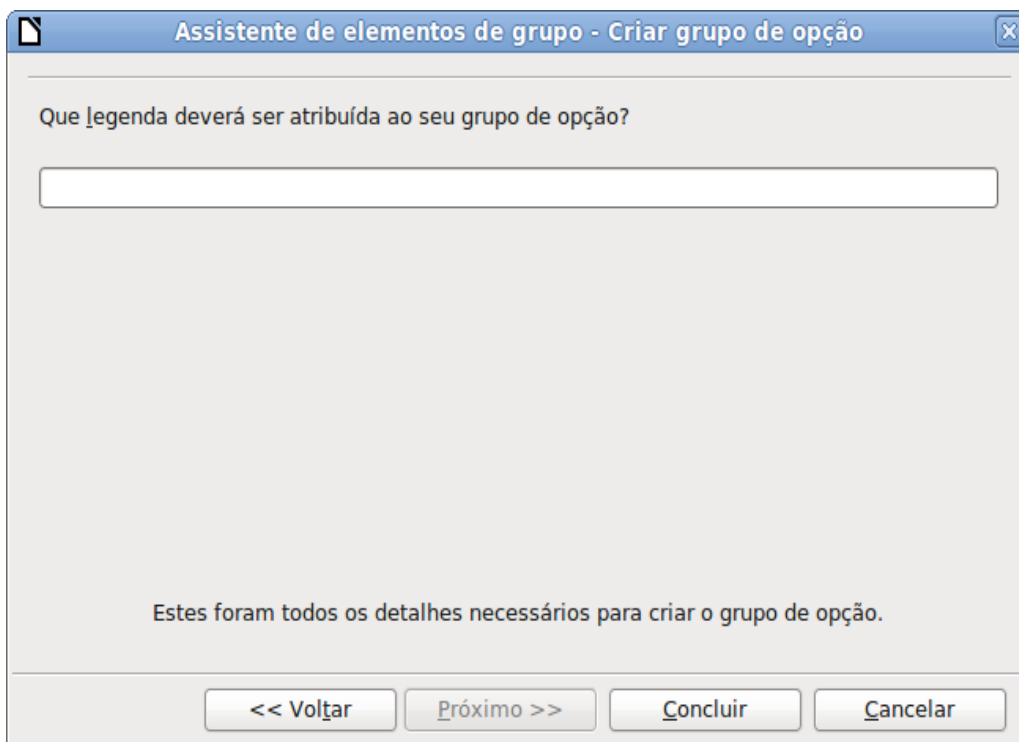 Assistente de elementos de grupo - Criar grupo de opção
Que legenda deverá ser atribuída ao seu grupo de opção?
Estes foram todos os detalhes necessários para criar o grupo de opção.
<< Voltar Próximo >> Concluir Cancelar